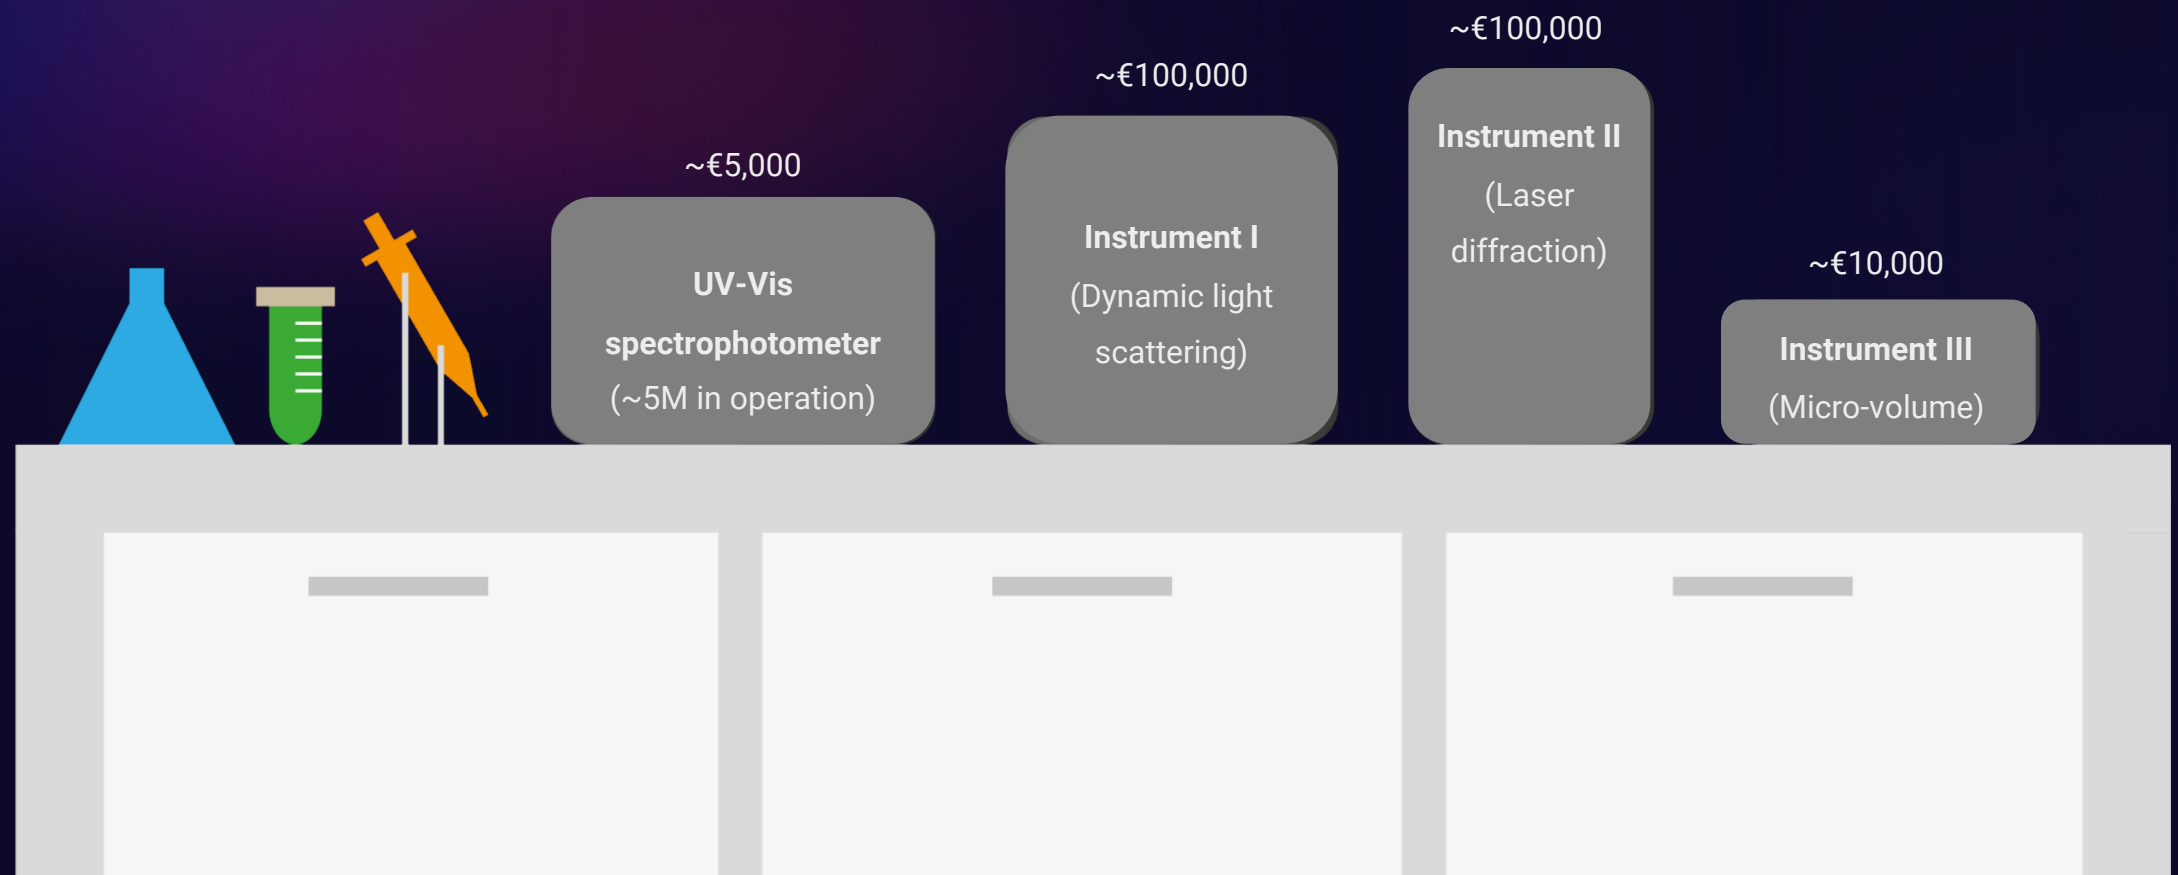 ~€5,000
UV-Vis
spectrophotometer
(~5M in operation)
~€100,000
Instrument I
(Dynamic light
scattering)
~€100,000
Instrument II
(Laser
diffraction)
~€10,000
Instrument III
(Micro-volume)